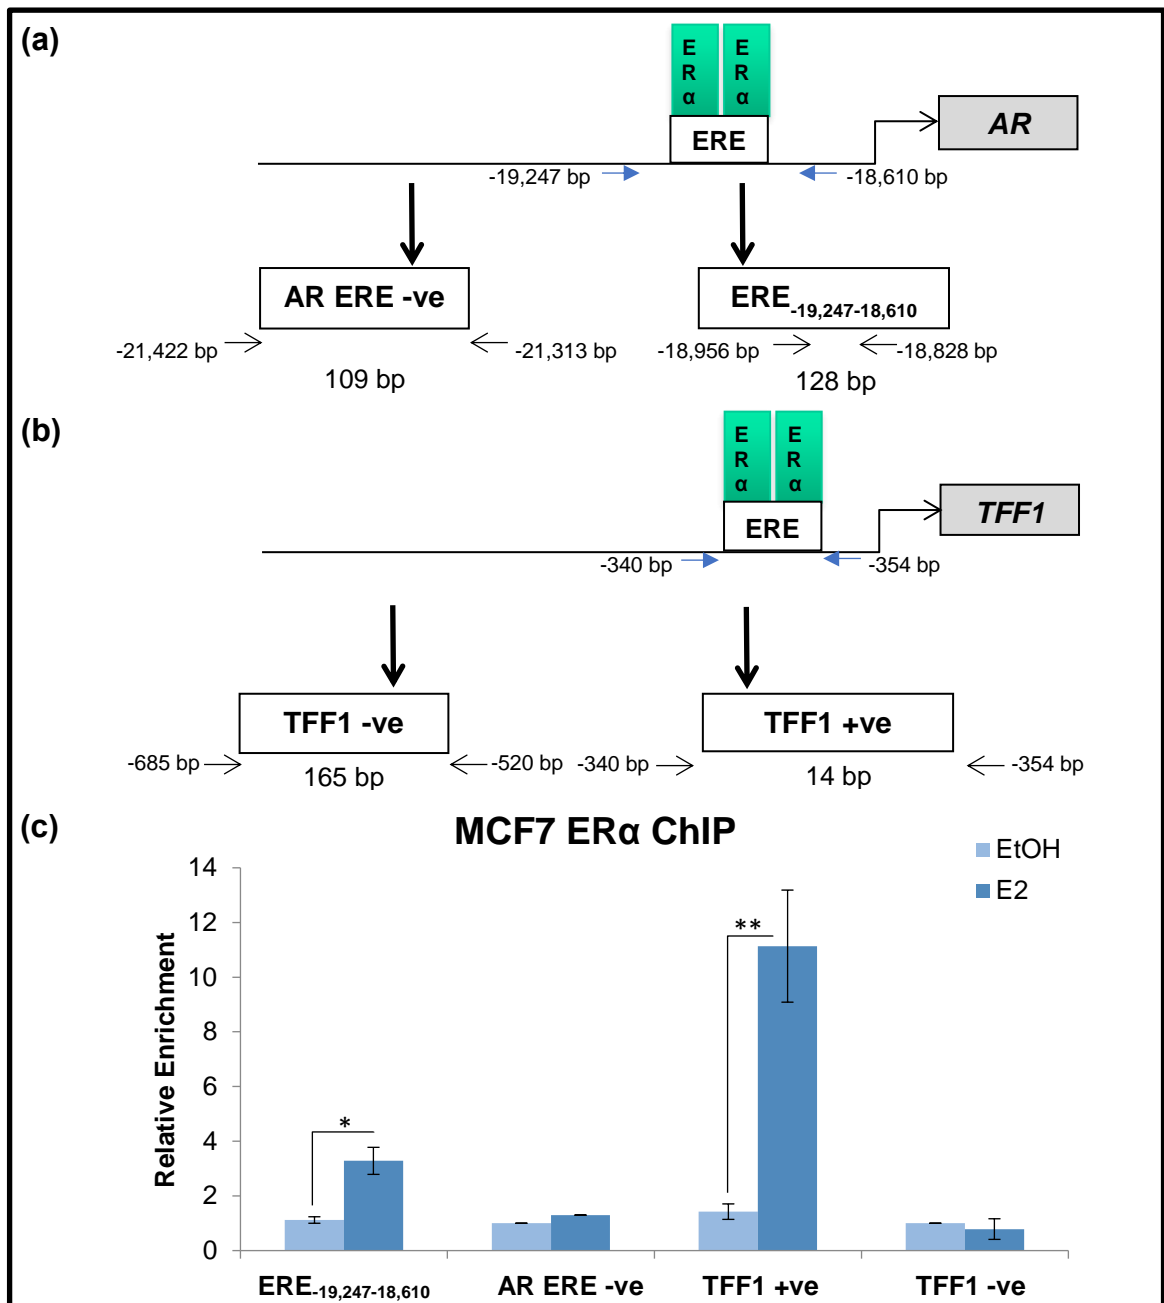 (a)
E E
R R
α α
ERE
AR
-19,247 bp
-18,610 bp
AR ERE -ve
ERE-19,247-18,610
-21,422 bp
-21,313 bp
-18,956 bp
-18,828 bp
109 bp
128 bp
(b)
E E
R R
α α
ERE
TFF1
-340 bp
-354 bp
TFF1 -ve
TFF1 +ve
-685 bp
-520 bp
-340 bp
-354 bp
165 bp
14 bp
(c)
MCF7 ERα ChIP
EtOH
E2
Relative Enrichment
14
12
10
8
6
4
2
0
*
**
ERE-19,247-18,610
AR ERE -ve
TFF1 +ve
TFF1 -ve